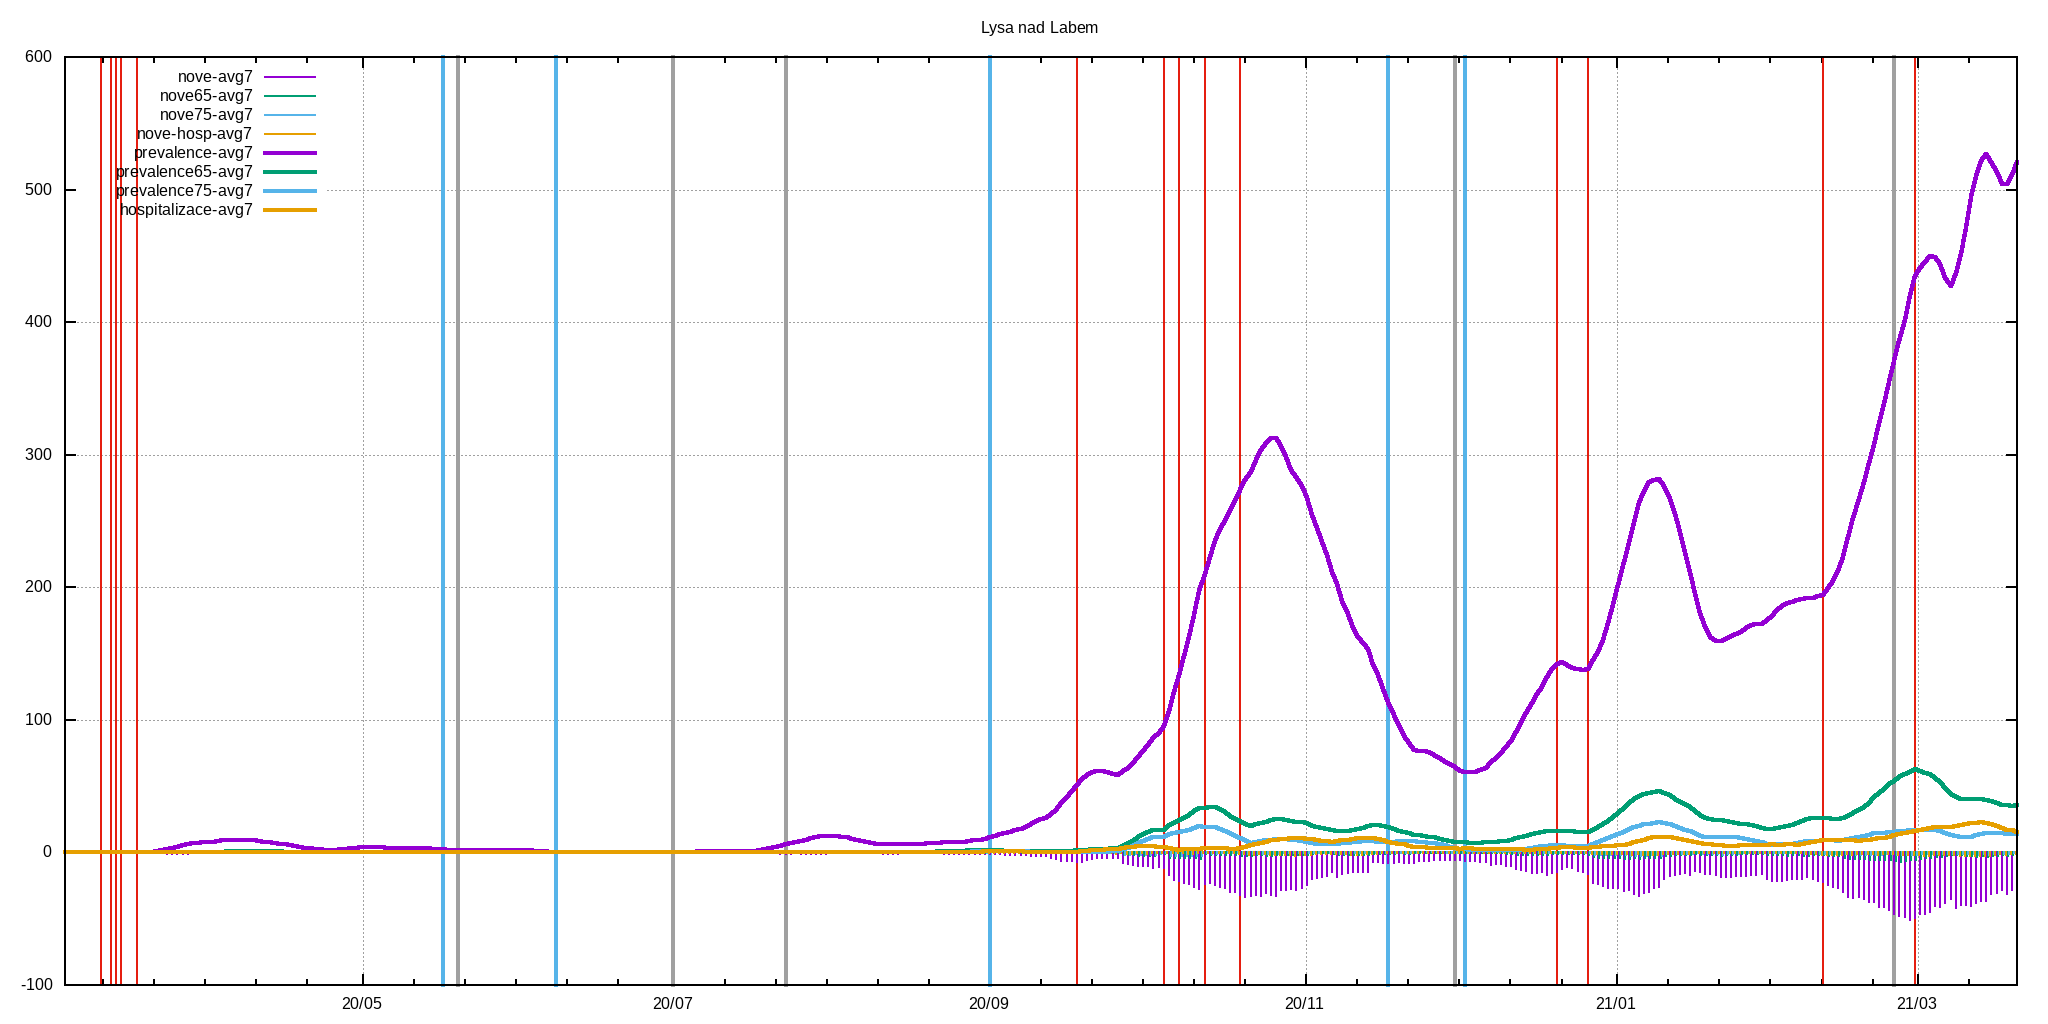 Lysa nad Labem
600
500
400
300
200
100
0
-100
nove-avg7
nove65-avg7
nove75-avg7
nove-hosp-avg7
prevalence-avg7
prevalence65-avg7
prevalence75-avg7
hospitalizace-avg7
20/05
20/07
20/09
20/11
21/01
21/03